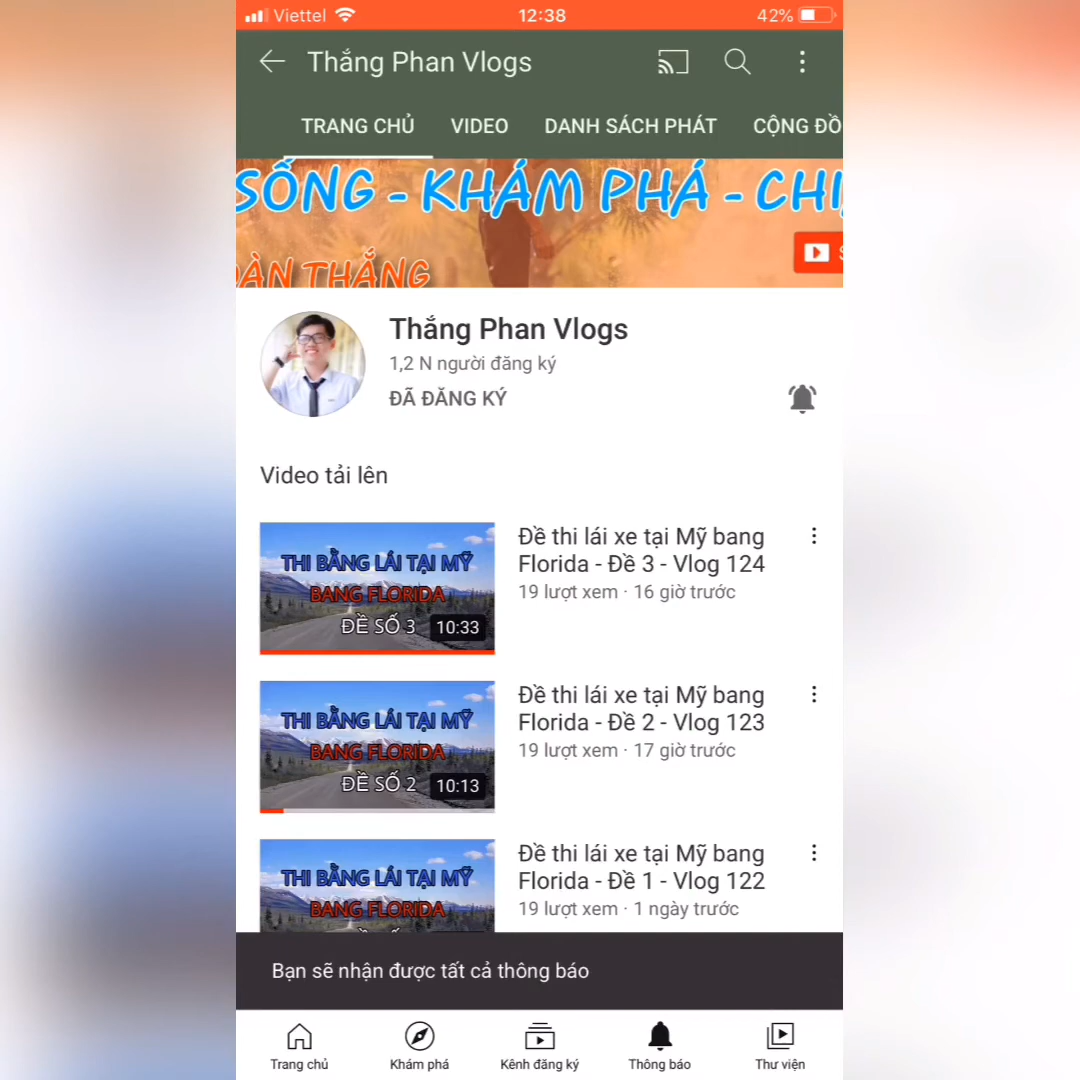 Viettel 12:38 42%
Thắng Phan Vlogs
TRANG CHỦ VIDEO DANH SÁCH PHÁT CỘNG ĐỒ
SỐNG - KHÁM PHÁ - CHI
ÀN THẮNG
Thắng Phan Vlogs
1,2 N người đăng ký
ĐÃ ĐĂNG KÝ
Video tải lên
THI BẰNG LÁI TẠI MỸ
BANG FLORIDA
ĐỀ SỐ 3 10:33
Đề thi lái xe tại Mỹ bang
Florida - Đề 3 - Vlog 124
19 lượt xem · 16 giờ trước
THI BẰNG LÁI TẠI MỸ
BANG FLORIDA
ĐỀ SỐ 2 10:13
Đề thi lái xe tại Mỹ bang
Florida - Đề 2 - Vlog 123
19 lượt xem · 17 giờ trước
THI BẰNG LÁI TẠI MỸ
BANG FLORIDA
Đề thi lái xe tại Mỹ bang
Florida - Đề 1 - Vlog 122
19 lượt xem · 1 ngày trước
Bạn sẽ nhận được tất cả thông báo
Trang chủ Khám phá Kênh đăng ký Thông báo Thư viện